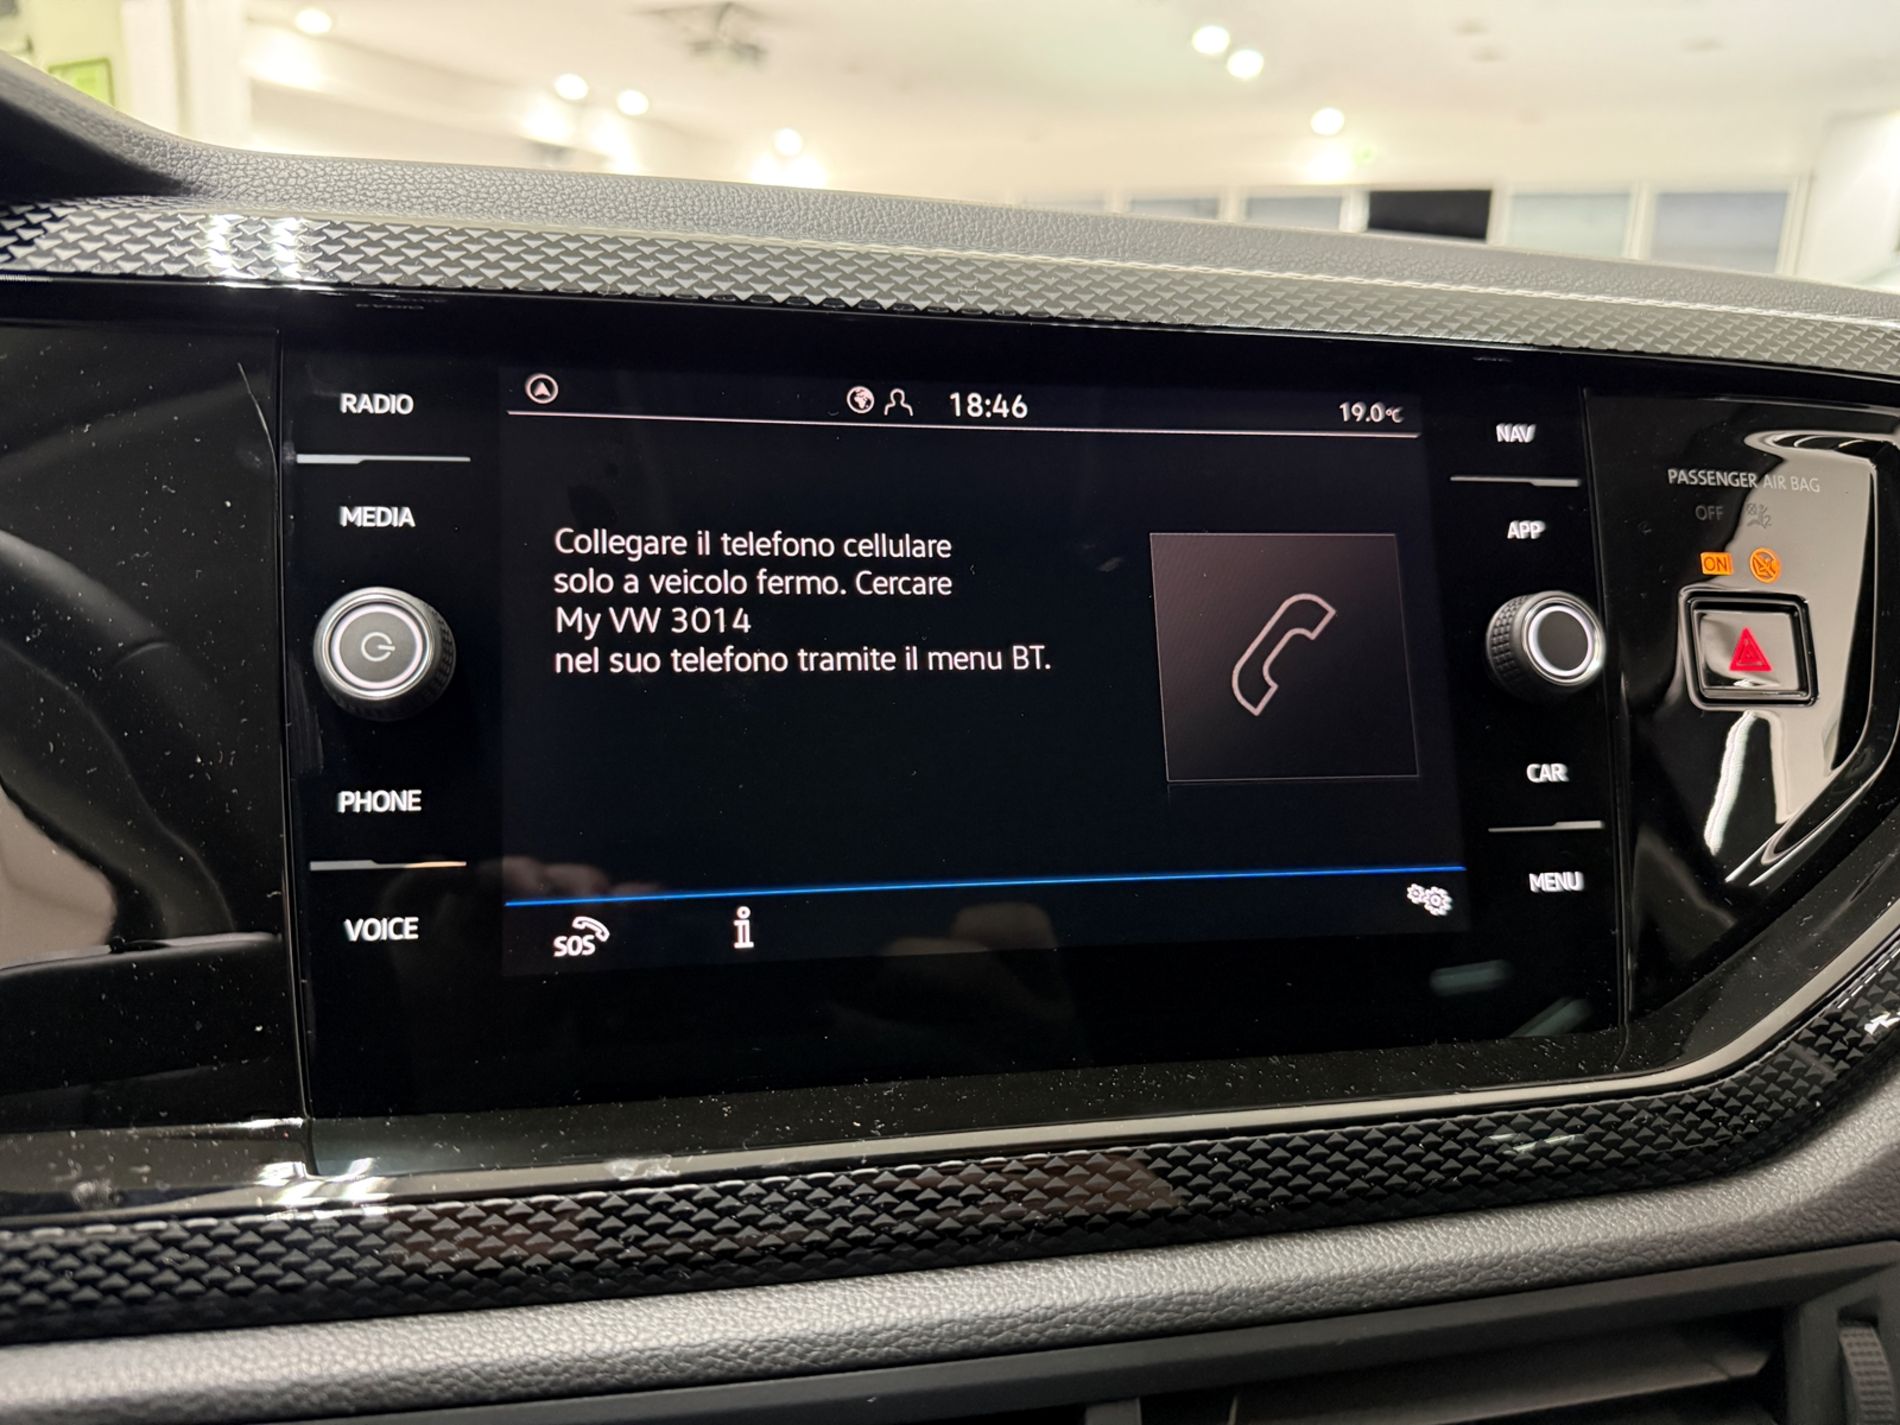 RADIO
MEDIA
PHONE
VOICE
18:46
19.0°C
Collegare il telefono cellulare
solo a veicolo fermo. Cercare
My VW 3014
nel suo telefono tramite il menu BT.
SOS
i
NAV
APP
CAR
MENU
PASSENGER AIR BAG
OFF
ON